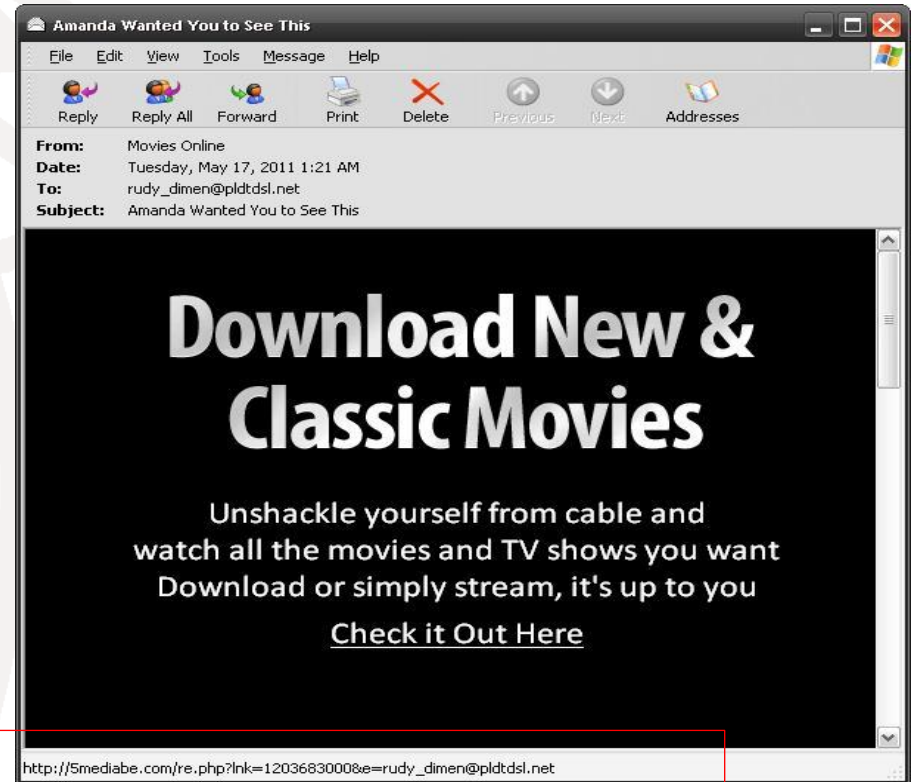 Amanda Wanted You to See This
File Edit View Tools Message Help
Reply Reply All Forward Print Delete Previous Next Addresses
From: Movies Online
Date: Tuesday, May 17, 2011 1:21 AM
To: rudy_dimen@pldtdsl.net
Subject: Amanda Wanted You to See This
Download New &
Classic Movies
Unshackle yourself from cable and
watch all the movies and TV shows you want
Download or simply stream, it's up to you
Check it Out Here
http://5mediabe.com/re.php?lnk=1203683000&e=rudy_dimen@pldtdsl.net